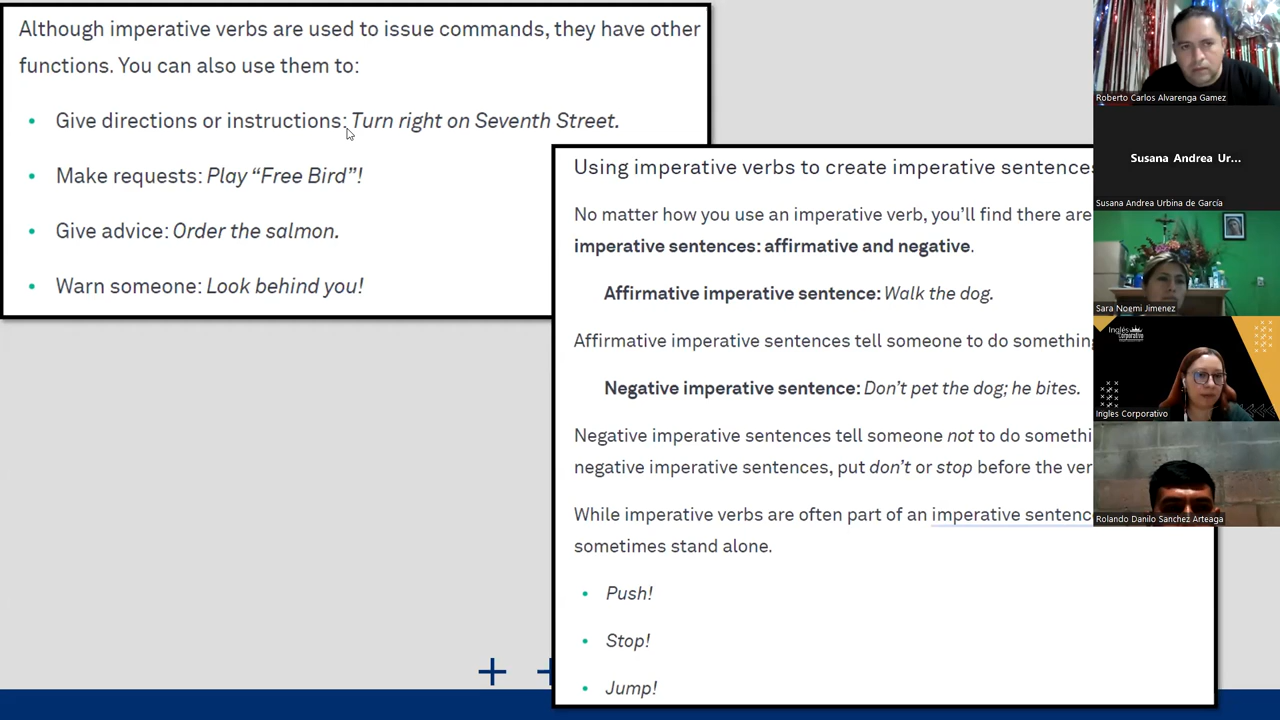 Although imperative verbs are used to issue commands, they have other
functions. You can also use them to:
• Give directions or instructions: Turn right on Seventh Street.
• Make requests: Play “Free Bird”!
• Give advice: Order the salmon.
• Warn someone: Look behind you!
Using imperative verbs to create imperative sentences
No matter how you use an imperative verb, you’ll find there are
imperative sentences: affirmative and negative.
Affirmative imperative sentence: Walk the dog.
Affirmative imperative sentences tell someone to do something
Negative imperative sentence: Don’t pet the dog; he bites.
Negative imperative sentences tell someone not to do somethi
negative imperative sentences, put don’t or stop before the ver
While imperative verbs are often part of an imperative sentenc
sometimes stand alone.
• Push!
• Stop!
• Jump!
Roberto Carlos Alvarenga Gamez
Susana Andrea Ur...
Susana Andrea Urbina de García
Sara Noemi Jimenez
Inglés
Corporativo
Ingles Corporativo
Rolando Danilo Sanchez Arteaga